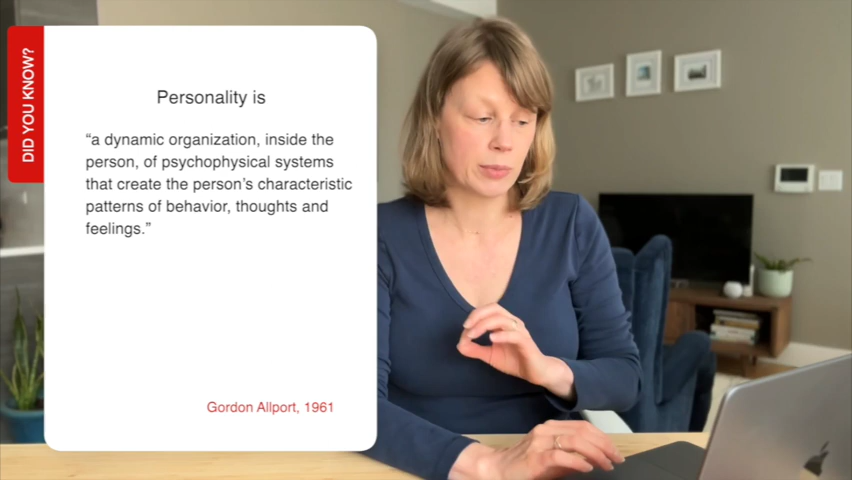 DID YOU KNOW?
Personality is
“a dynamic organization, inside the
person, of psychophysical systems
that create the person’s characteristic
patterns of behavior, thoughts and
feelings.”
Gordon Allport, 1961